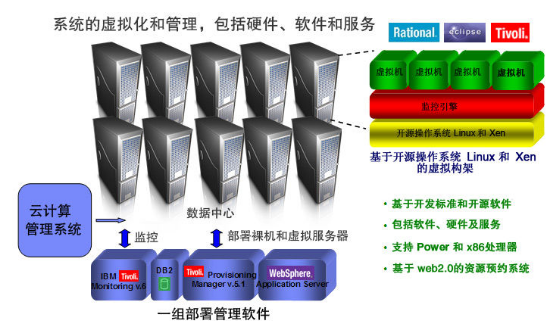 系统的虚拟化和管理，包括硬件、软件和服务
Rational.
eclipse
Tivoli.
虚拟机 虚拟机 虚拟机 虚拟机
监控引擎
开源操作系统 Linux 和 Xen
基于开源操作系统 Linux 和 Xen
的虚拟构架
云计算
管理系统
数据中心
监控
部署裸机和虚拟服务器
IBM Tivoli.
Monitoring v.6
DB2
Tivoli. Provisioning
Manager v.5.1
WebSphere.
Application Server
一组部署管理软件
• 基于开发标准和开源软件
• 包括软件、硬件及服务
• 支持 Power 和 x86处理器
• 基于 web2.0的资源预约系统